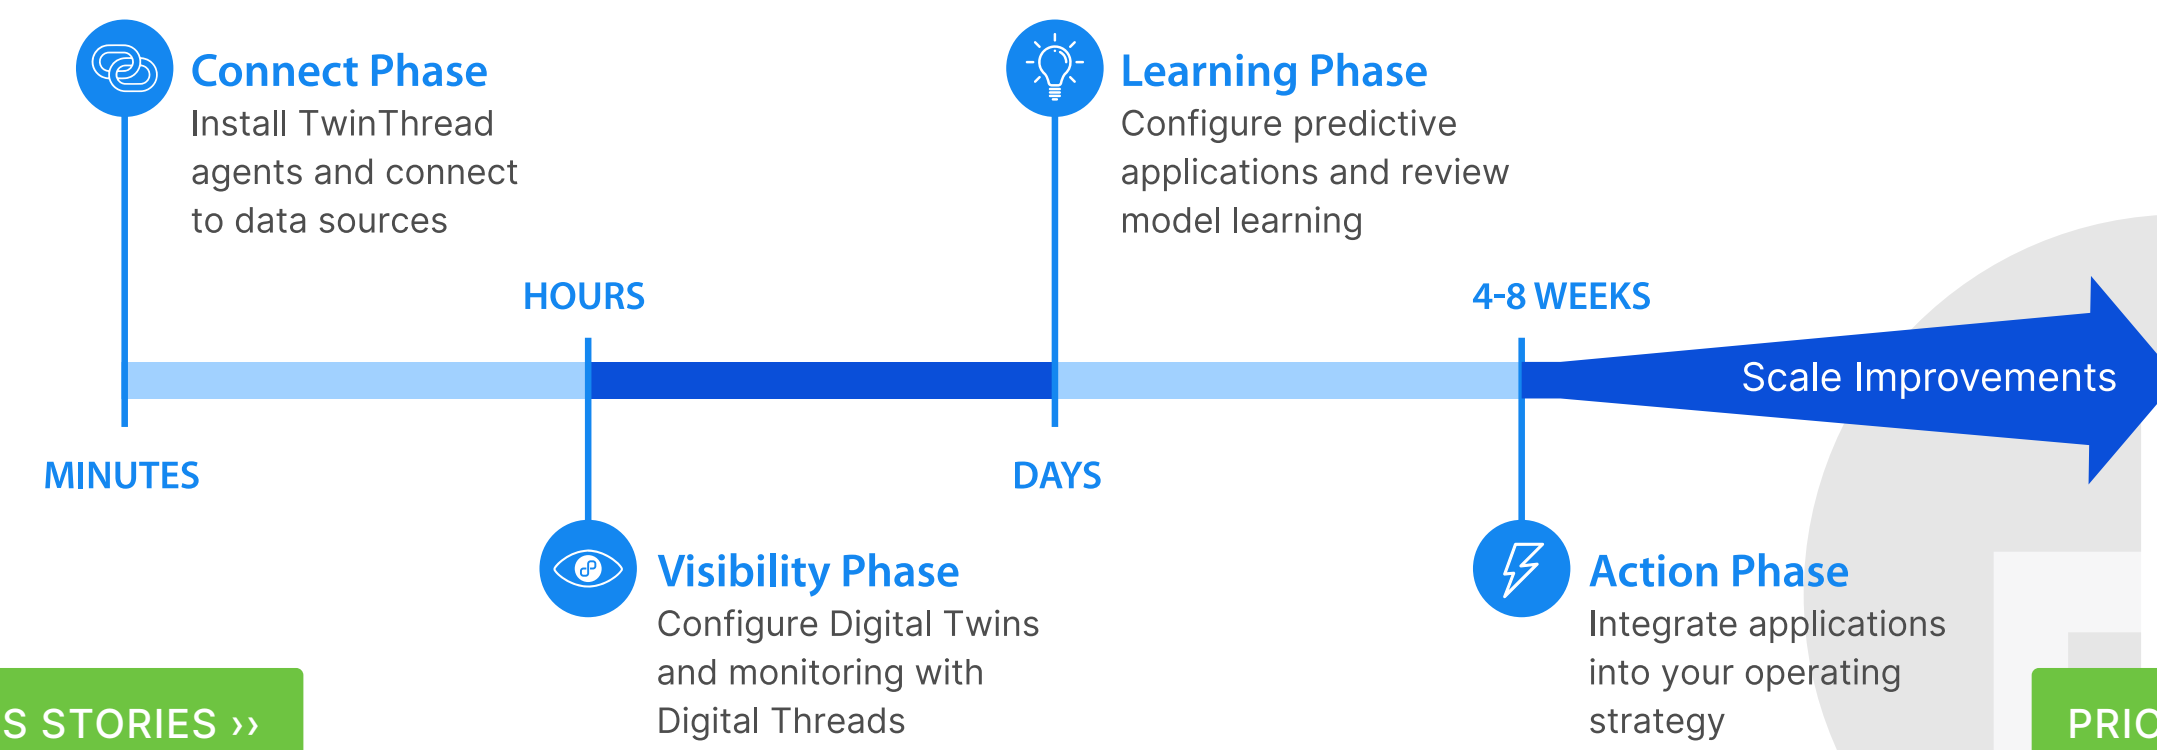 Connect Phase
Install TwinThread
agents and connect
to data sources
Learning Phase
Configure predictive
applications and review
model learning
HOURS
4-8 WEEKS
Scale Improvements
MINUTES
DAYS
Visibility Phase
Configure Digital Twins
and monitoring with
Digital Threads
Action Phase
Integrate applications
into your operating
strategy
S STORIES ››